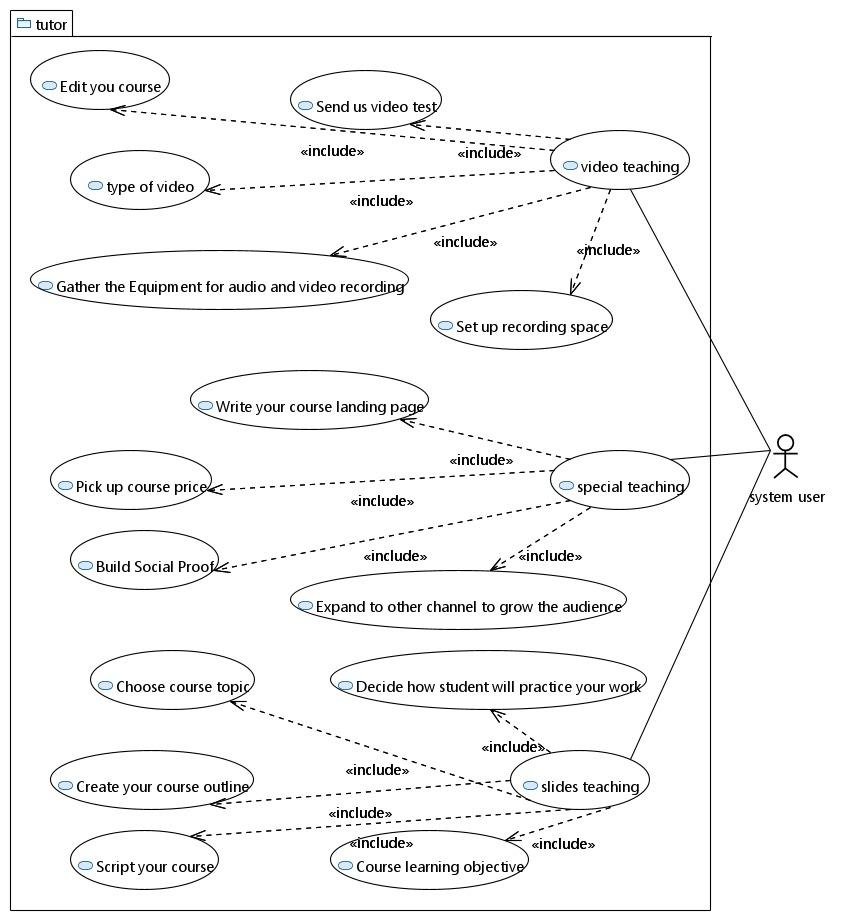 tutor
Edit you course
Send us video test
«include»
«include»
video teaching
type of video
«include»
«include»
«include»
Gather the Equipment for audio and video recording
Set up recording space
Write your course landing page
«include»
Pick up course price
special teaching
system user
«include»
«include»
«include»
Build Social Proof
Expand to other channel to grow the audience
Choose course topic
Decide how student will practice your work
«include»
«include»
Create your course outline
slides teaching
«include»
«include»
«include»
Script your course
Course learning objective